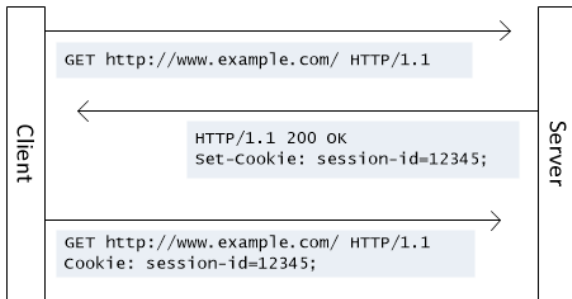 Client
Server
GET http://www.example.com/ HTTP/1.1
HTTP/1.1 200 OK
Set-Cookie: session-id=12345;
GET http://www.example.com/ HTTP/1.1
Cookie: session-id=12345;